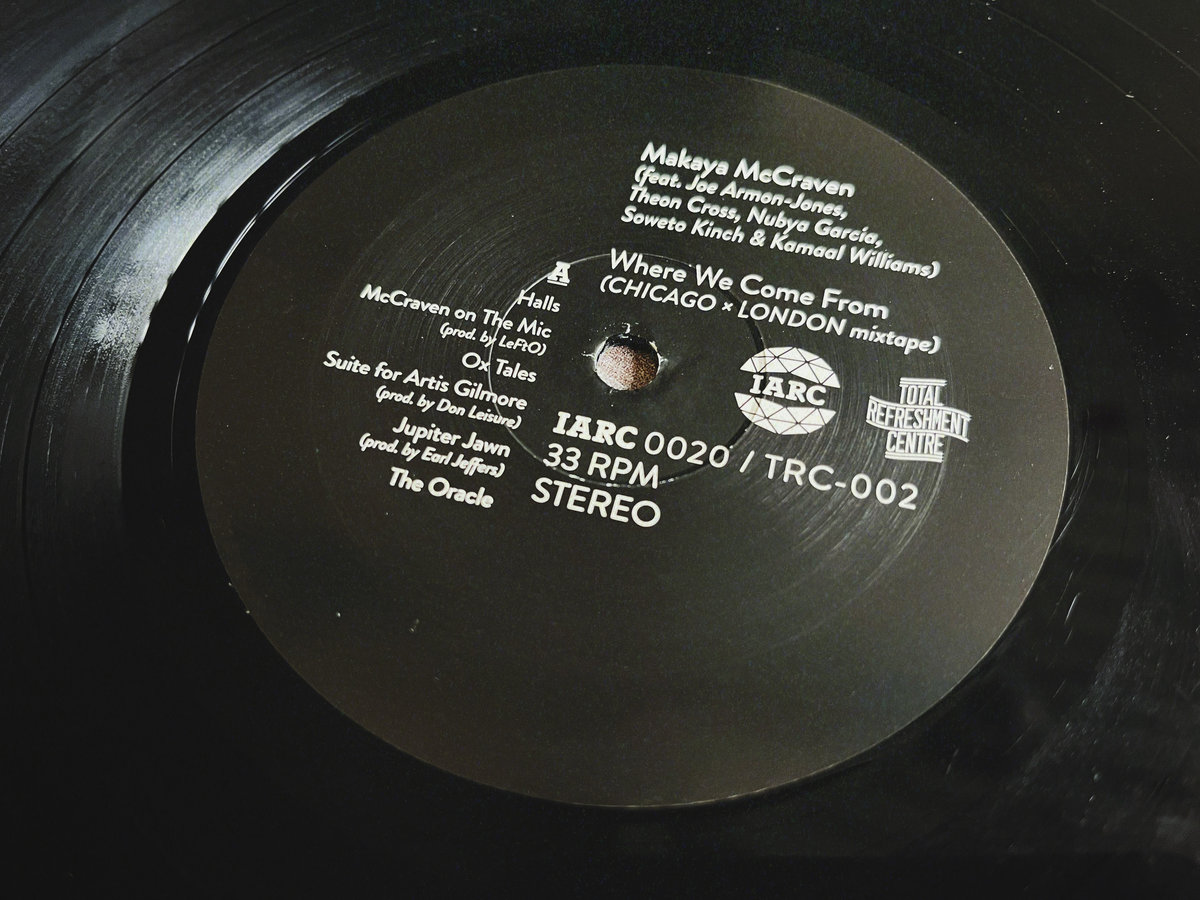 Makaya McCraven
(feat. Joe Armon-Jones,
Theon Cross, Nubya Garcia,
Soweto Kinch & Kamaal Williams)
Where We Come From
(CHICAGO × LONDON mixtape)
A
Halls
McCraven on The Mic
(prod. by LeFtO)
Ox Tales
Suite for Artis Gilmore
(prod. by Don Leisure)
Jupiter Jawn
(prod. by Earl Jeffers)
The Oracle
IARC
TOTAL
REFRESHMENT
CENTRE
IARC 0020 / TRC-002
33 RPM
STEREO